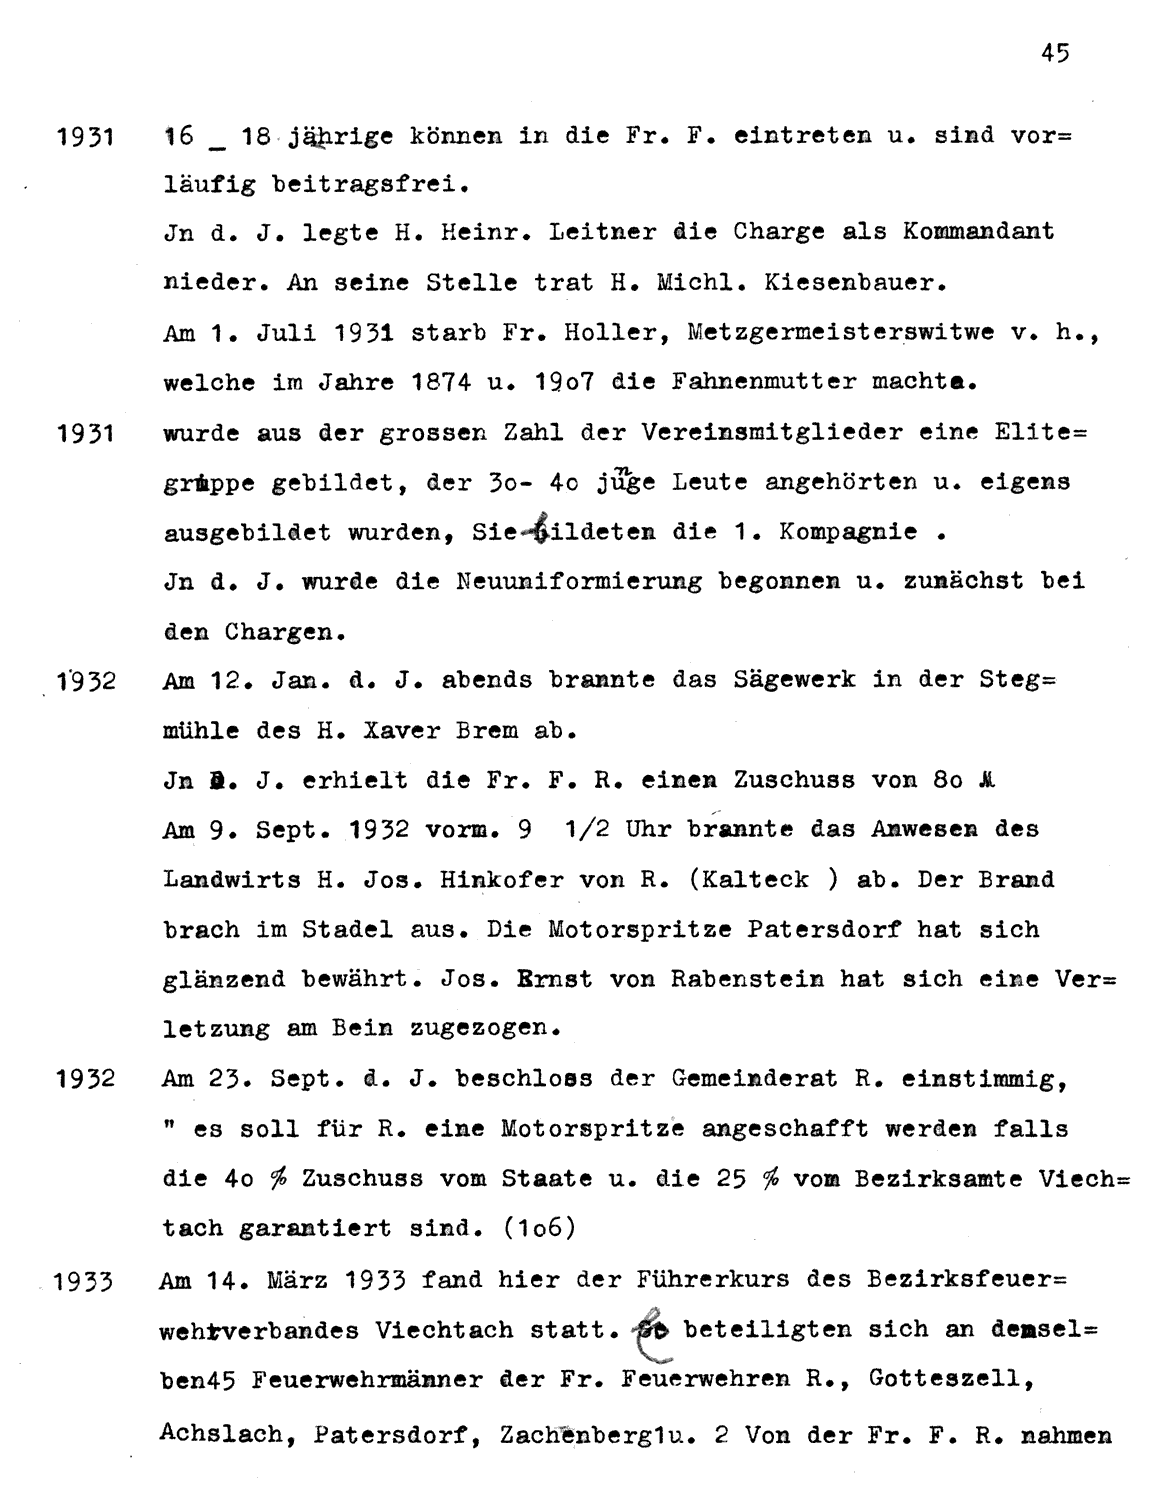 45
1931 16 _ 18 jährige können in die Fr. F. eintreten u. sind vor=
läufig beitragsfrei.
Jn d. J. legte H. Heinr. Leitner die Charge als Kommandant
nieder. An seine Stelle trat H. Michl. Kiesenbauer.
Am 1. Juli 1931 starb Fr. Holler, Metzgermeisterswitwe v. h.,
welche im Jahre 1874 u. 19o7 die Fahnenmutter machte.
1931 wurde aus der grossen Zahl der Vereinsmitglieder eine Elite=
gruppe gebildet, der 3o- 4o junge Leute angehörten u. eigens
ausgebildet wurden, Sie bildeten die 1. Kompagnie .
Jn d. J. wurde die Neuuniformierung begonnen u. zunächst bei
den Chargen.
1932 Am 12. Jan. d. J. abends brannte das Sägewerk in der Steg=
mühle des H. Xaver Brem ab.
Jn D. J. erhielt die Fr. F. R. einen Zuschuss von 8o M
Am 9. Sept. 1932 vorm. 9 1/2 Uhr brannte das Anwesen des
Landwirts H. Jos. Hinkofer von R. (Kalteck ) ab. Der Brand
brach im Stadel aus. Die Motorspritze Patersdorf hat sich
glänzend bewährt. Jos. Ernst von Rabenstein hat sich eine Ver=
letzung am Bein zugezogen.
1932 Am 23. Sept. d. J. beschloss der Gemeinderat R. einstimmig,
" es soll für R. eine Motorspritze angeschafft werden falls
die 4o % Zuschuss vom Staate u. die 25 % vom Bezirksamte Viech=
tach garantiert sind. (1o6)
1933 Am 14. März 1933 fand hier der Führerkurs des Bezirksfeuer=
wehrverbandes Viechtach statt. beteiligten sich an demsel=
ben45 Feuerwehrmänner der Fr. Feuerwehren R., Gotteszell,
Achslach, Patersdorf, Zachenberg1u. 2 Von der Fr. F. R. nahmen